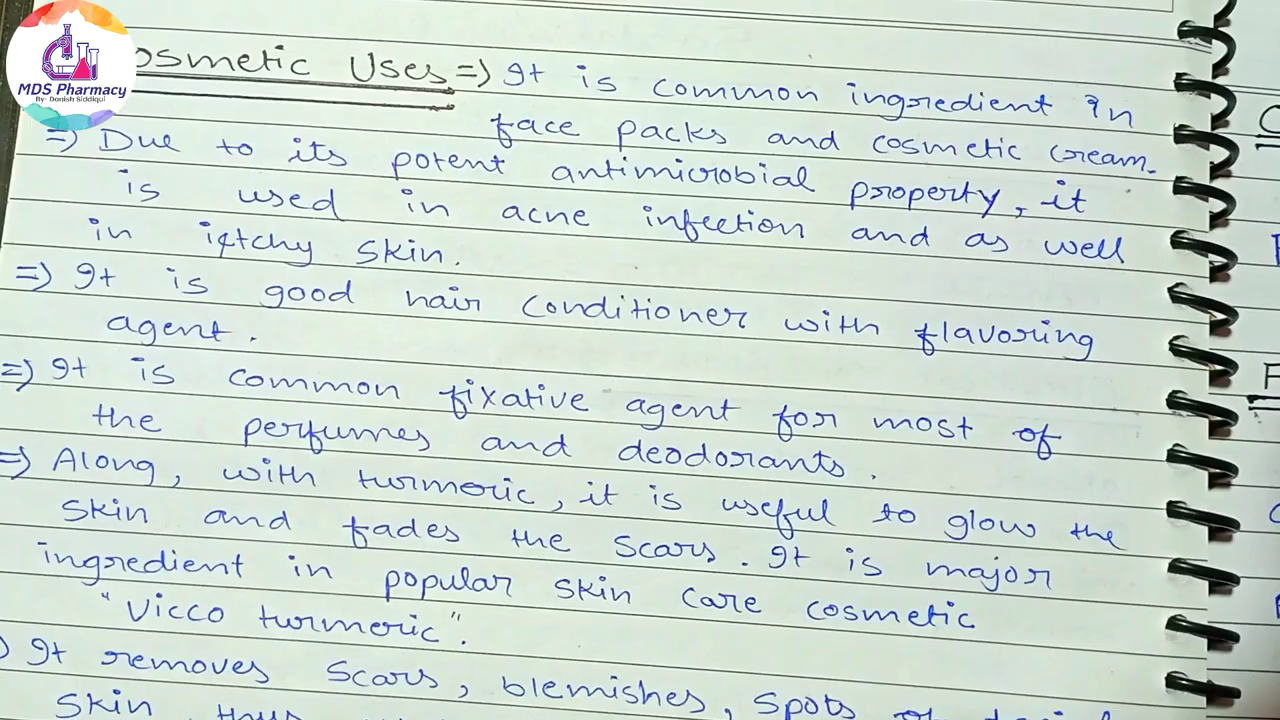 MDS Pharmacy
By- Danish Siddiqui
osmetic Uses => It is common ingredient in
face packs and cosmetic cream.
=> Due to its potent antimicrobial property, it
is used in acne infection and as well
in itchy skin.
=> It is good hair conditioner with flavoring
agent.
=> It is common fixative agent for most of
the perfumes and deodorants.
=> Along, with turmeric, it is useful to glow the
skin and fades the scars. It is major
ingredient in popular skin care cosmetic
"Vicco turmeric".
) It removes scars, blemishes, spots of
skin, thus